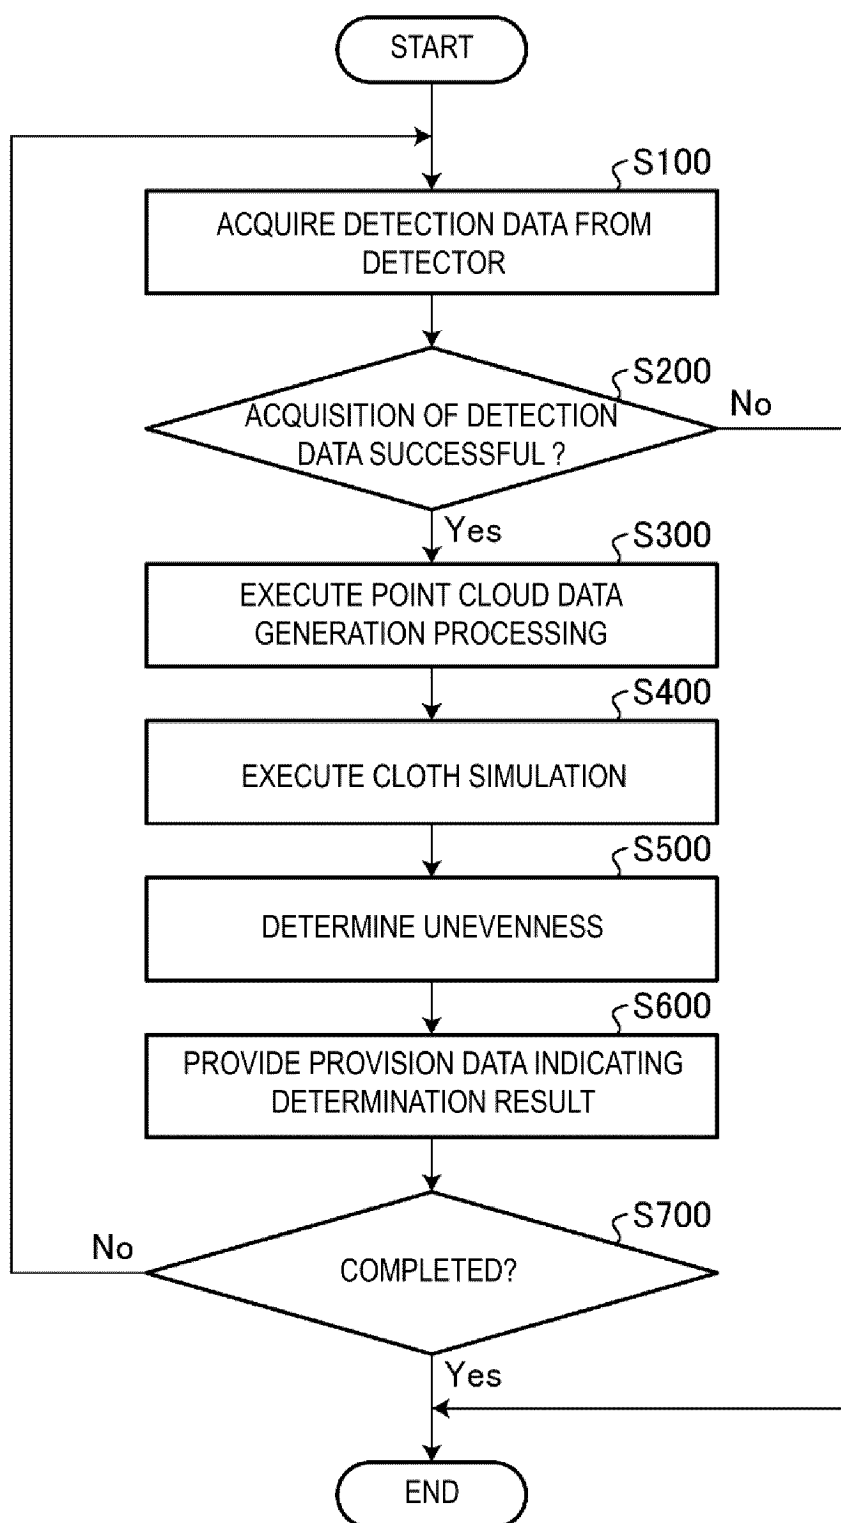 START
S100
ACQUIRE DETECTION DATA FROM
DETECTOR
S200
ACQUISITION OF DETECTION
DATA SUCCESSFUL ?
No
Yes
S300
EXECUTE POINT CLOUD DATA
GENERATION PROCESSING
S400
EXECUTE CLOTH SIMULATION
S500
DETERMINE UNEVENNESS
S600
PROVIDE PROVISION DATA INDICATING
DETERMINATION RESULT
S700
COMPLETED?
No
Yes
END